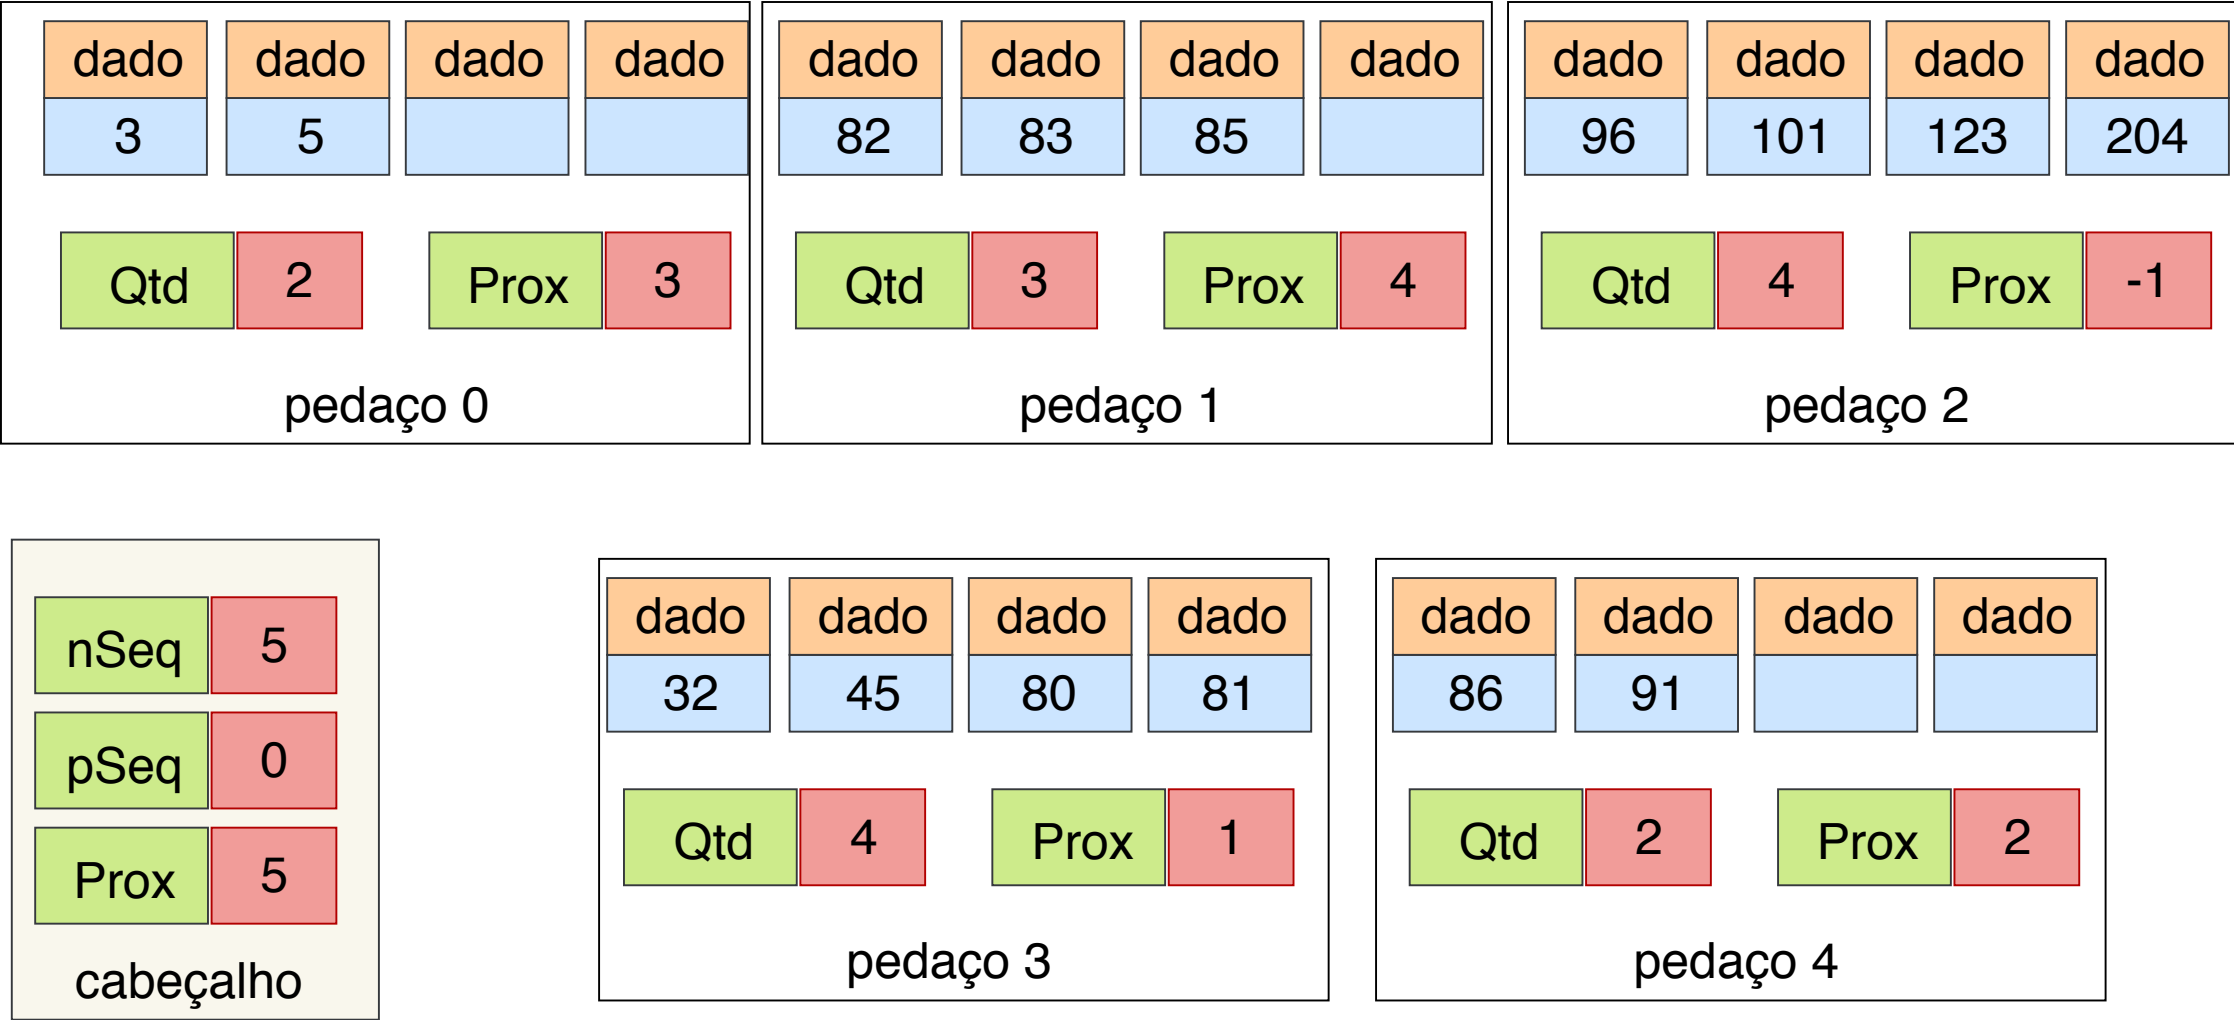 dado dado dado dado
3 5
Qtd 2 Prox 3
pedaço 0
dado dado dado dado
82 83 85
Qtd 3 Prox 4
pedaço 1
dado dado dado dado
96 101 123 204
Qtd 4 Prox -1
pedaço 2
nSeq 5
pSeq 0
Prox 5
cabeçalho
dado dado dado dado
32 45 80 81
Qtd 4 Prox 1
pedaço 3
dado dado dado dado
86 91
Qtd 2 Prox 2
pedaço 4